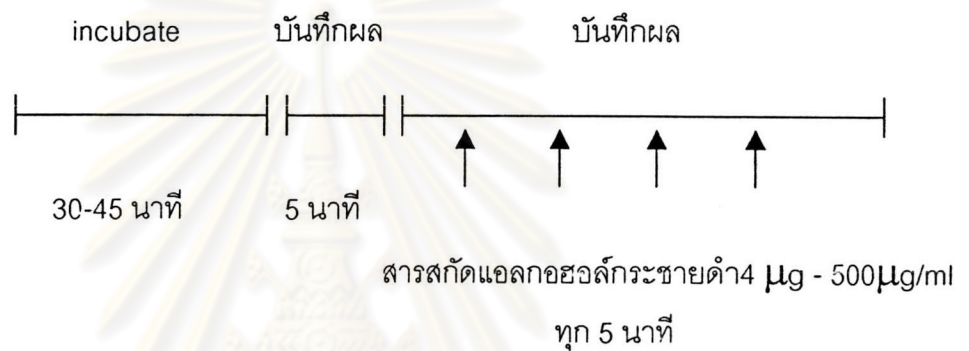 incubate บันทึกผล บันทึกผล
30-45 นาที 5 นาที
สารสกัดแอลกอฮอล์กระชายดำ4 µg - 500µg/ml
ทุก 5 นาที